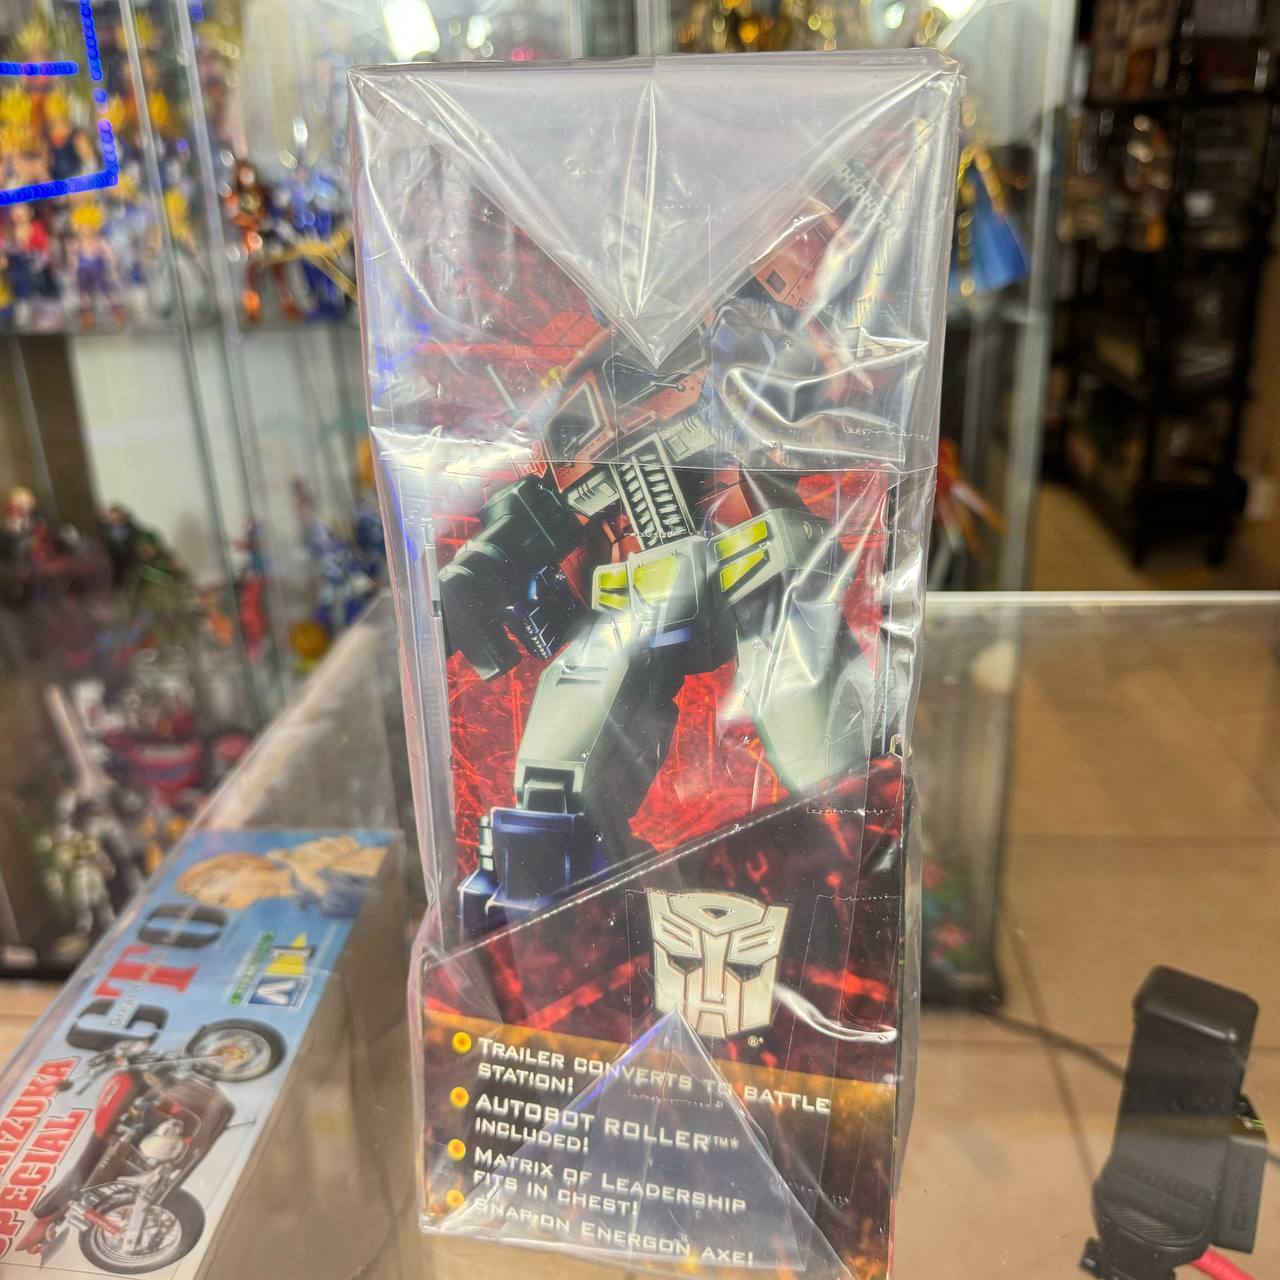 TRAILER CONVERTS TO BATTLE
STATION!
AUTOBOT ROLLER™*
INCLUDED!
MATRIX OF LEADERSHIP
FITS IN CHEST!
SNAP-ON ENERGON AXE!
®*
GTO
SPECIAL